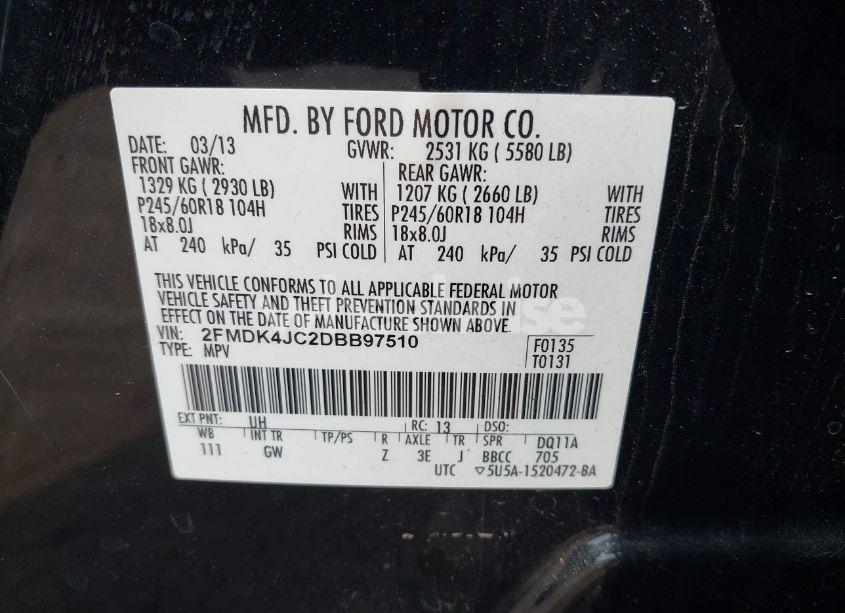 MFD. BY FORD MOTOR CO.
DATE: 03/13 GVWR: 2531 KG ( 5580 LB)
FRONT GAWR: REAR GAWR:
1329 KG ( 2930 LB) WITH 1207 KG ( 2660 LB) WITH
P245/60R18 104H TIRES P245/60R18 104H TIRES
18x8.0J RIMS 18x8.0J RIMS
AT 240 kPa/ 35 PSI COLD AT 240 kPa/ 35 PSI COLD
THIS VEHICLE CONFORMS TO ALL APPLICABLE FEDERAL MOTOR
VEHICLE SAFETY AND THEFT PREVENTION STANDARDS IN
EFFECT ON THE DATE OF MANUFACTURE SHOWN ABOVE.
VIN: 2FMDK4JC2DBB97510 F0135
TYPE: MPV T0131
EXT PNT: UH RC: 13 DSO:
WB INT TR TP/PS R AXLE TR SPR DQ11A
111 GW Z 3E J BBCC 705
UTC ▽5U5A-1520472-BA